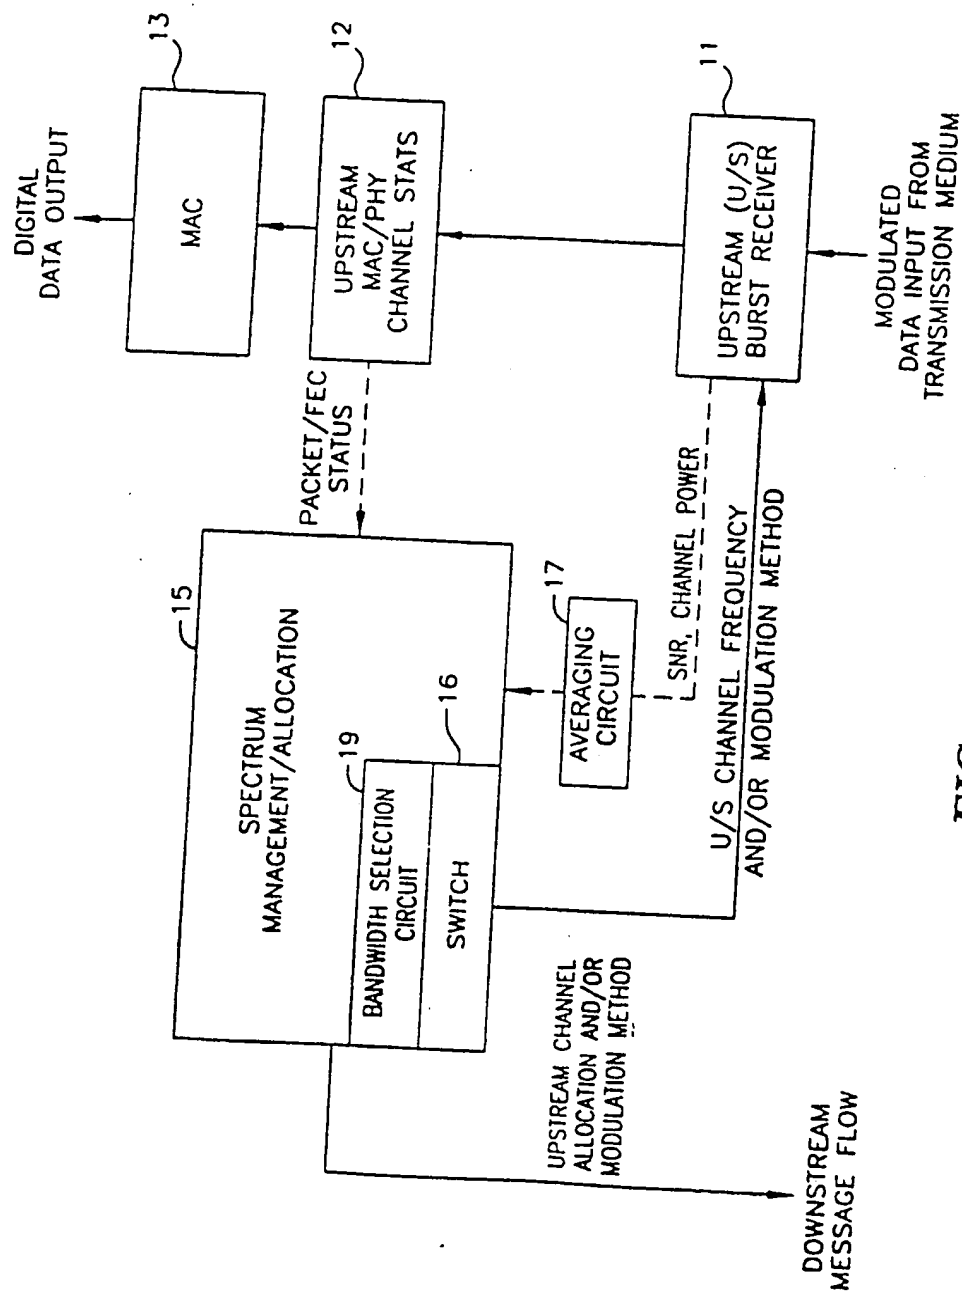 DIGITAL
DATA OUTPUT
13
MAC
12
UPSTREAM
MAC/PHY
CHANNEL STATS
PACKET/FEC
STATUS
11
UPSTREAM (U/S)
BURST RECEIVER
MODULATED
DATA INPUT FROM
TRANSMISSION MEDIUM
15
SPECTRUM
MANAGEMENT/ALLOCATION
19
BANDWIDTH SELECTION
CIRCUIT
16
SWITCH
17
AVERAGING
CIRCUIT
SNR, CHANNEL POWER
U/S CHANNEL FREQUENCY
AND/OR MODULATION METHOD
UPSTREAM CHANNEL
ALLOCATION AND/OR
MODULATION METHOD
DOWNSTREAM
MESSAGE FLOW